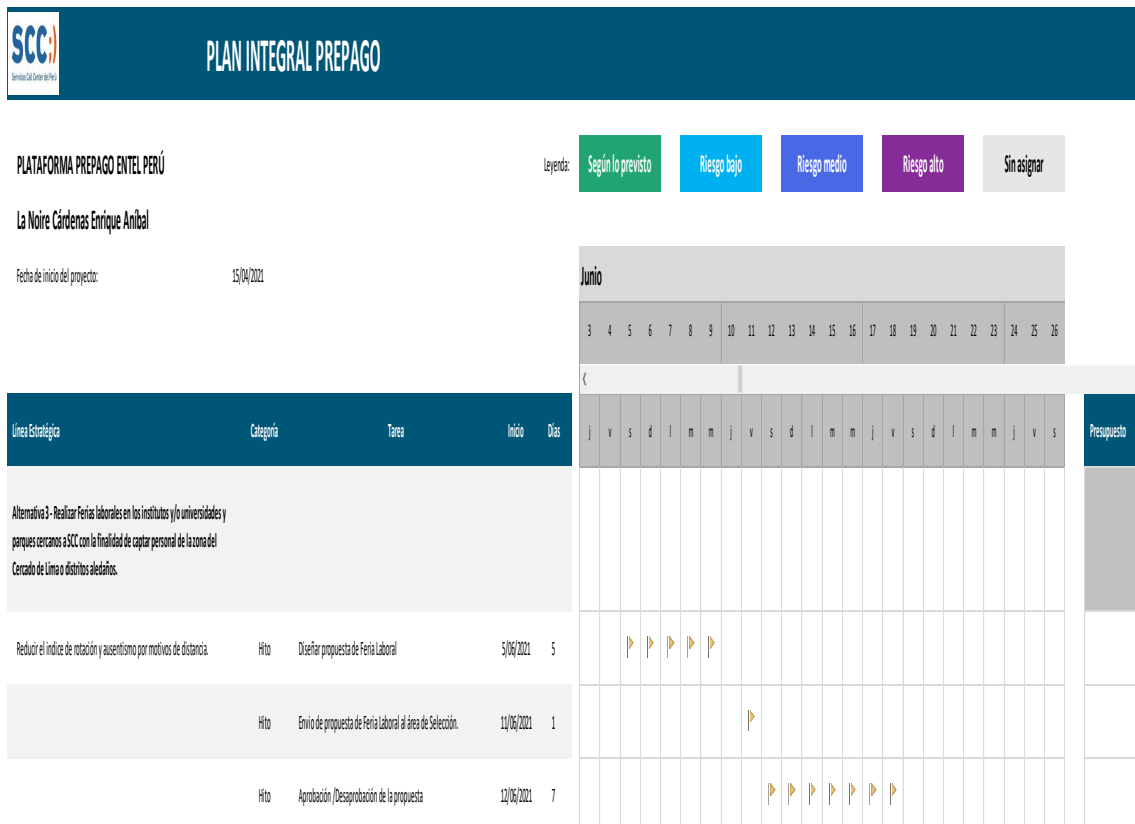 SCC:)
Servicios Call Center del Perú
PLAN INTEGRAL PREPAGO
PLATAFORMA PREPAGO ENTEL PERÚ
Leyenda:
Según lo previsto
Riesgo bajo
Riesgo medio
Riesgo alto
Sin asignar
La Noire Cárdenas Enrique Aníbal
Fecha de inicio del proyecto: 15/04/2021
Junio
3 4 5 6 7 8 9 10 11 12 13 14 15 16 17 18 19 20 21 22 23 24 25 26
Línea Estratégica Categoría Tarea Inicio Días j v s d l m m j v s d l m m j v s d l m m j v s Presupuesto
Alternativa 3 - Realizar Ferias laborales en los institutos y/o universidades y
parques cercanos a SCC con la finalidad de captar personal de la zona del
Cercado de Lima o distritos aledaños.
Reducir el indice de rotación y ausentismo por motivos de distancia. Hito Diseñar propuesta de Feria Laboral 5/06/2021 5
Hito Envio de propuesta de Feria Laboral al área de Selección. 11/06/2021 1
Hito Aprobación /Desaprobación de la propuesta 12/06/2021 7